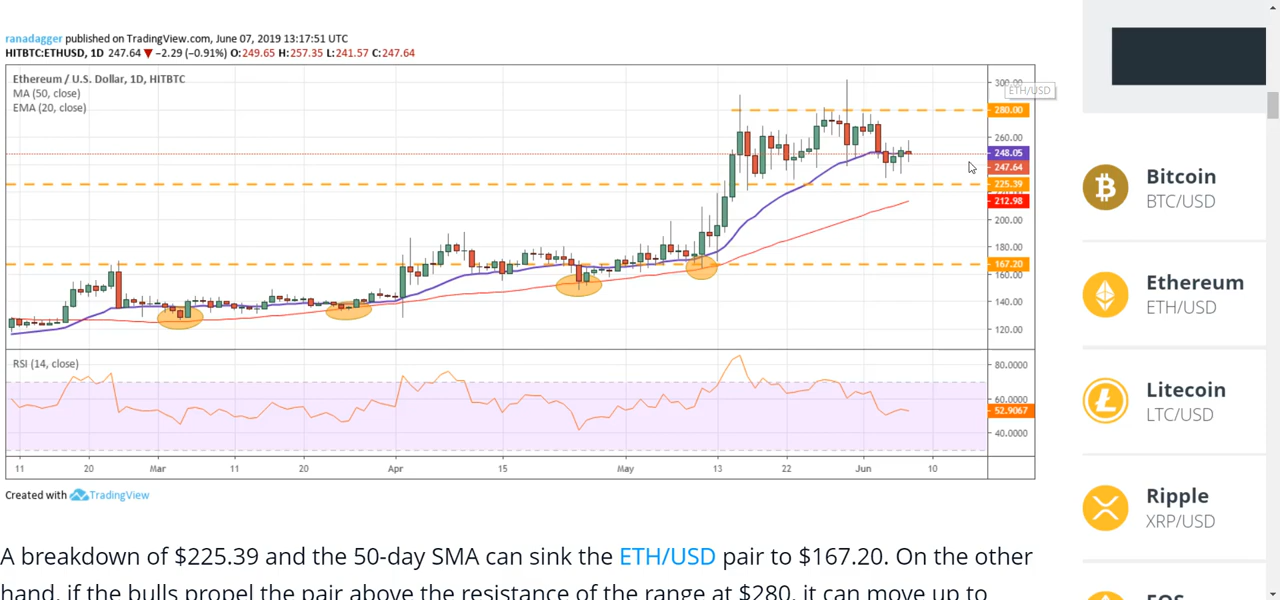 ranadagger published on TradingView.com, June 07, 2019 13:17:51 UTC
HITBTC:ETHUSD, 1D 247.64 ▼ −2.29 (−0.91%) O:249.65 H:257.35 L:241.57 C:247.64
Ethereum / U.S. Dollar, 1D, HITBTC
MA (50, close)
EMA (20, close)
300.00
ETH/USD
280.00
260.00
248.05
247.64
225.39
212.98
200.00
180.00
167.20
160.00
140.00
120.00
RSI (14, close)
80.0000
60.0000
52.9067
40.0000
11 20 Mar 11 20 Apr 15 May 13 22 Jun 10
Created with TradingView
A breakdown of $225.39 and the 50-day SMA can sink the ETH/USD pair to $167.20. On the other
hand, if the bulls propel the pair above the resistance of the range at $280, it can move up to
Bitcoin
BTC/USD
Ethereum
ETH/USD
Litecoin
LTC/USD
Ripple
XRP/USD
EOS